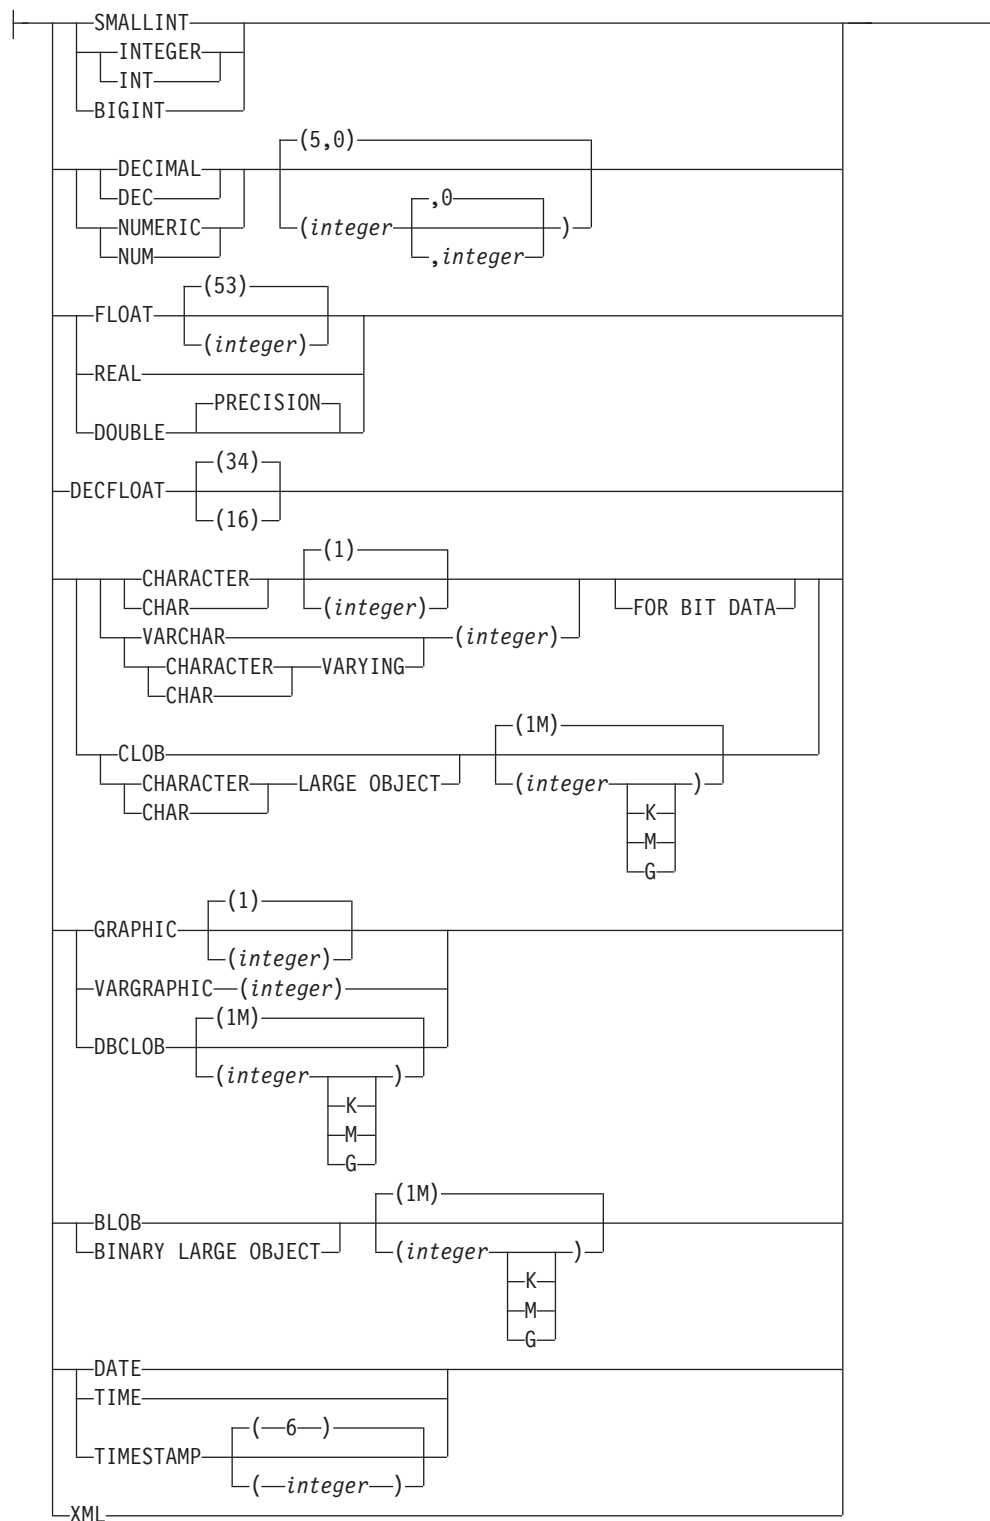 SMALLINT
INTEGER
INT
BIGINT
(5,0)
DECIMAL
DEC ,0
NUMERIC (integer )
NUM ,integer
(53)
FLOAT
(integer)
REAL
PRECISION
DOUBLE
(34)
DECFLOAT
(16)
(1)
CHARACTER
CHAR (integer) FOR BIT DATA
VARCHAR (integer)
CHARACTER VARYING
CHAR
(1M)
CLOB
CHARACTER LARGE OBJECT (integer )
CHAR K
M
G
(1)
GRAPHIC
(integer)
VARGRAPHIC (integer)
(1M)
DBCLOB
(integer )
K
M
G
(1M)
BLOB
BINARY LARGE OBJECT (integer )
K
M
G
DATE
TIME
( 6 )
TIMESTAMP
( integer )
XML